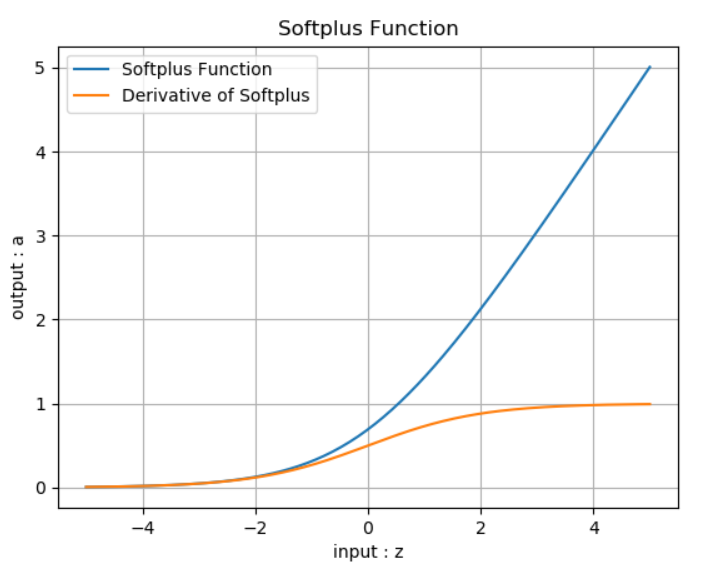 Softplus Function
Softplus Function
Derivative of Softplus
5
4
3
2
1
0
output : a
−4
−2
0
2
4
input : z